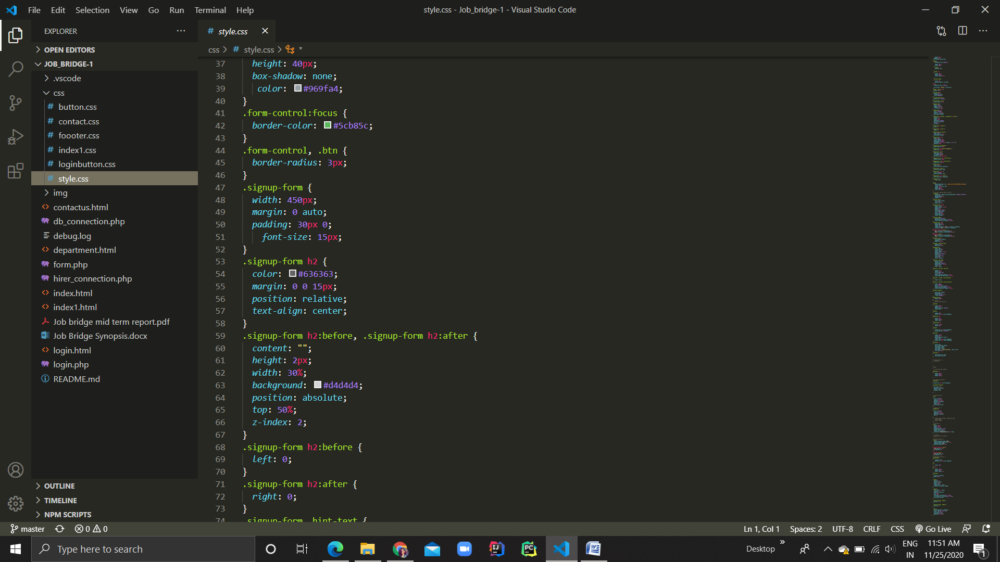 File Edit Selection View Go Run Terminal Help
style.css - Job_bridge-1 - Visual Studio Code
EXPLORER
OPEN EDITORS
JOB_BRIDGE-1
.vscode
css
# button.css
# contact.css
# foooter.css
# index1.css
# loginbutton.css
# style.css
img
<> contactus.html
db_connection.php
debug.log
<> department.html
form.php
hirer_connection.php
<> index.html
<> index1.html
Job bridge mid term report.pdf
Job Bridge Synopsis.docx
<> login.html
login.php
README.md
OUTLINE
TIMELINE
NPM SCRIPTS
# style.css
css > # style.css > *
37 height: 40px;
38 box-shadow: none;
39 color: #969fa4;
40 }
41 .form-control:focus {
42 border-color: #5cb85c;
43 }
44 .form-control, .btn {
45 border-radius: 3px;
46 }
47 .signup-form {
48 width: 450px;
49 margin: 0 auto;
50 padding: 30px 0;
51 font-size: 15px;
52 }
53 .signup-form h2 {
54 color: #636363;
55 margin: 0 0 15px;
56 position: relative;
57 text-align: center;
58 }
59 .signup-form h2:before, .signup-form h2:after {
60 content: "";
61 height: 2px;
62 width: 30%;
63 background: #d4d4d4;
64 position: absolute;
65 top: 50%;
66 z-index: 2;
67 }
68 .signup-form h2:before {
69 left: 0;
70 }
71 .signup-form h2:after {
72 right: 0;
73 }
74 .signup-form .hint-text {
master 0 0
Ln 1, Col 1 Spaces: 2 UTF-8 CRLF CSS Go Live
Type here to search
Desktop
ENG
IN
11:51 AM
11/25/2020
1